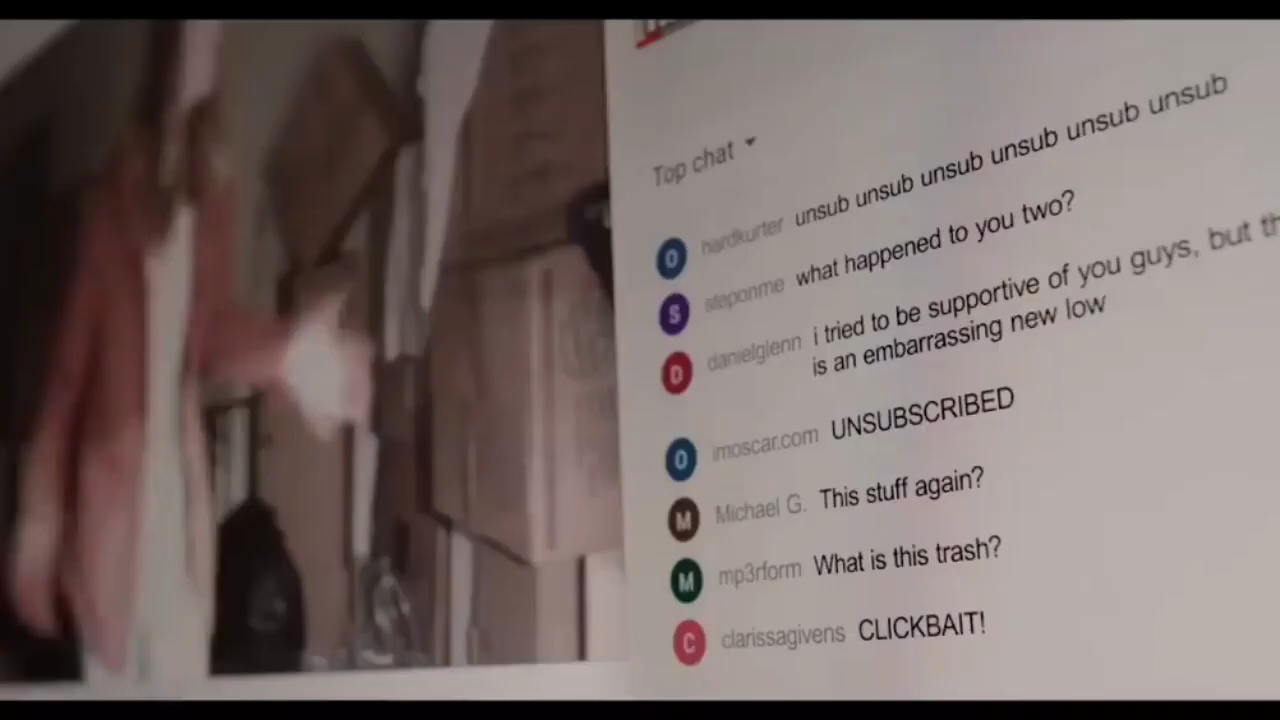 Top chat
hardkurter unsub unsub unsub unsub unsub unsub
steponme what happened to you two?
danielglenn i tried to be supportive of you guys, but
is an embarrassing new low
imoscar.com UNSUBSCRIBED
Michael G. This stuff again?
mp3rform What is this trash?
clarissagivens CLICKBAIT!